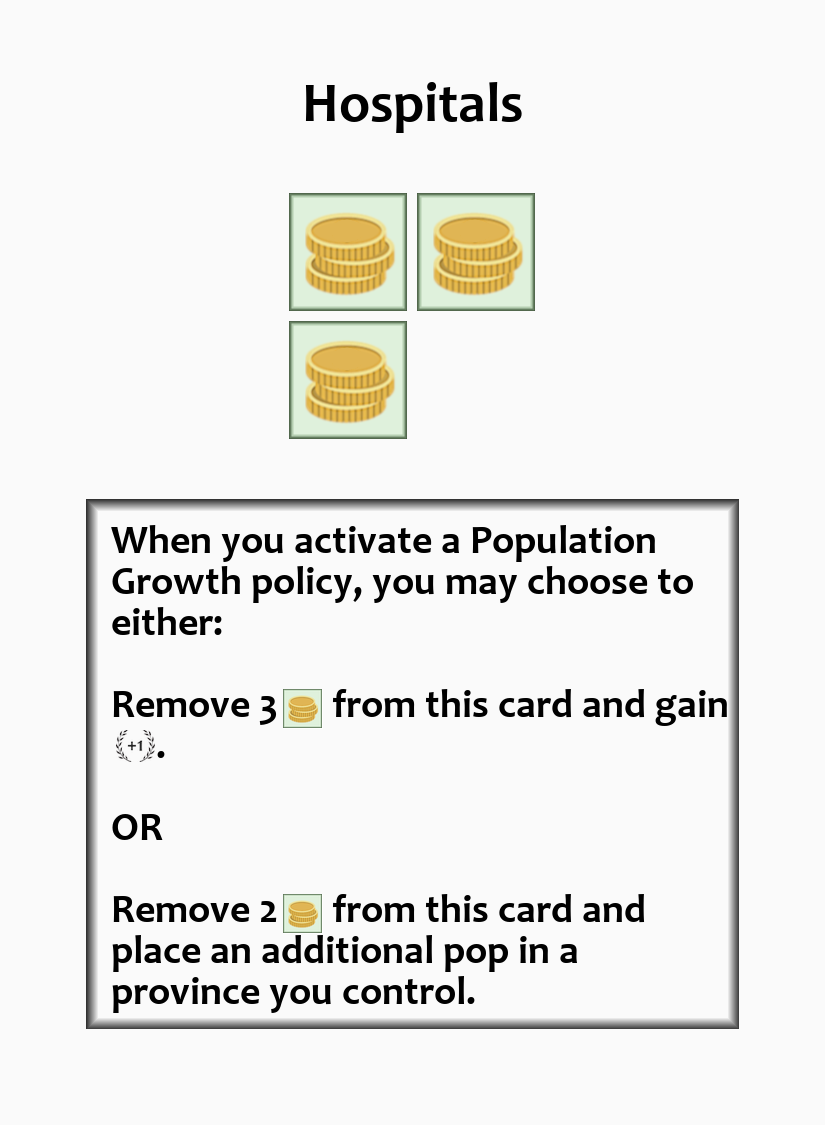 Hospitals
When you activate a Population
Growth policy, you may choose to
either:
Remove 3 from this card and gain
+1.
OR
Remove 2 from this card and
place an additional pop in a
province you control.